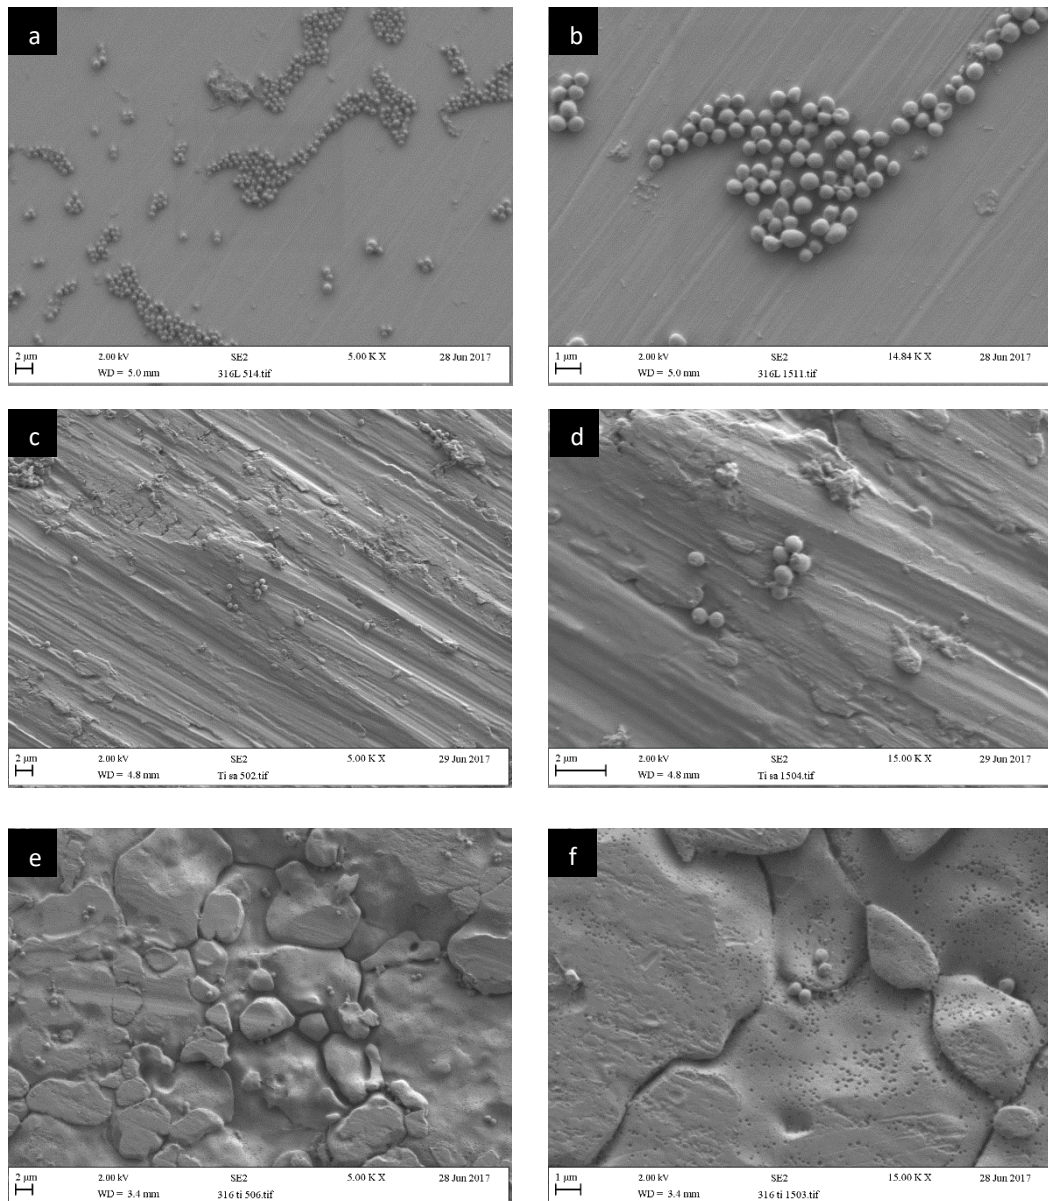 a
b
2 µm 2.00 kV SE2 5.00 K X 28 Jun 2017
WD = 5.0 mm 316L 514.tif
1 µm 2.00 kV SE2 14.84 K X 28 Jun 2017
WD = 5.0 mm 316L 1511.tif
c
d
2 µm 2.00 kV SE2 5.00 K X 29 Jun 2017
WD = 4.8 mm Ti sa 502.tif
2 µm 2.00 kV SE2 15.00 K X 29 Jun 2017
WD = 4.8 mm Ti sa 1504.tif
e
f
2 µm 2.00 kV SE2 5.00 K X 28 Jun 2017
WD = 3.4 mm 316 ti 506.tif
1 µm 2.00 kV SE2 15.00 K X 28 Jun 2017
WD = 3.4 mm 316 ti 1503.tif